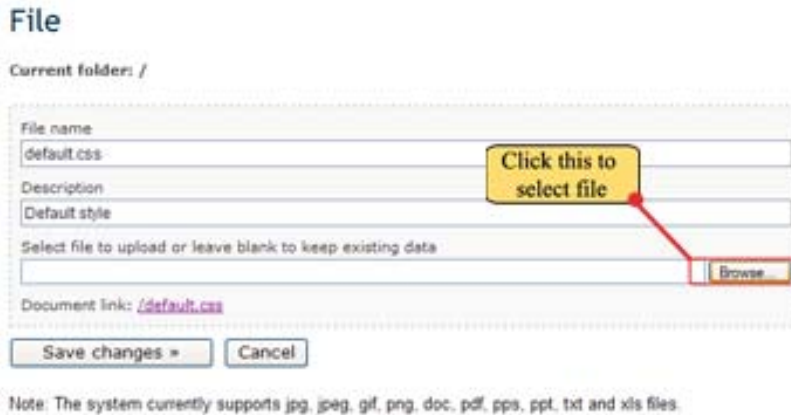 File
Current folder: /
File name
default.css
Description
Default style
Click this to
select file
Select file to upload or leave blank to keep existing data
Browse...
Document link: /default.css
Save changes »
Cancel
Note: The system currently supports jpg, jpeg, gif, png, doc, pdf, pps, ppt, txt and xls files.